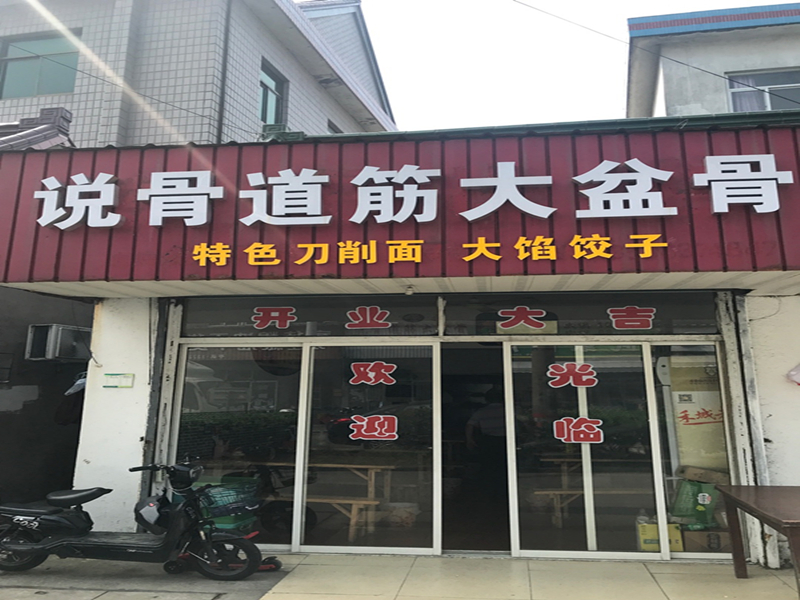 说骨道筋大盆骨
特色刀削面 大馅饺子
开业大吉
欢迎
光临